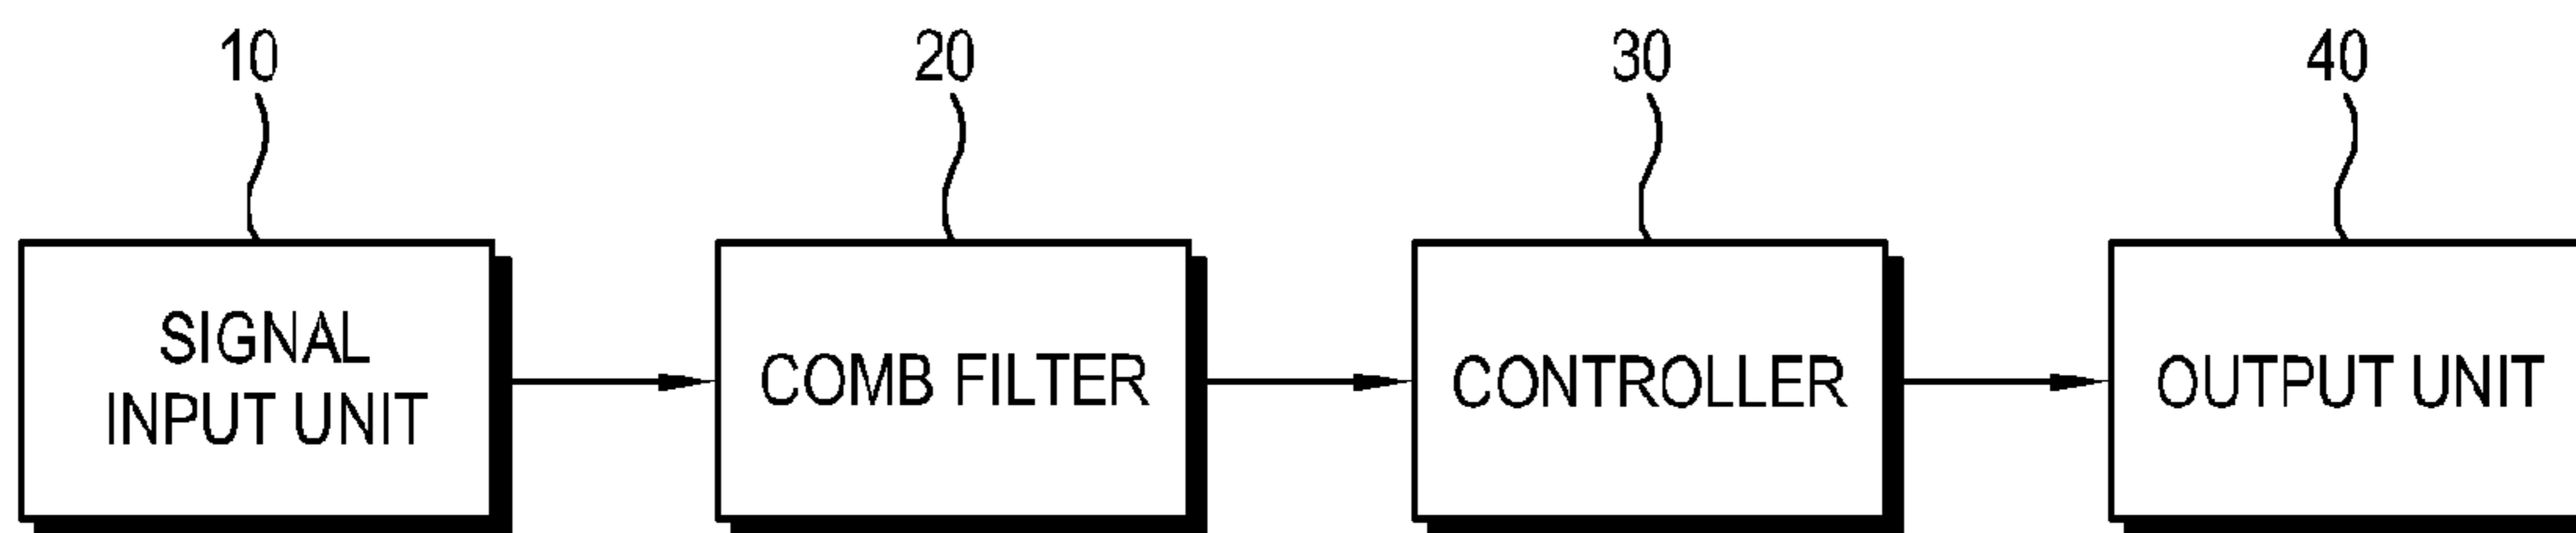 10
20
30
40
SIGNAL
INPUT UNIT
COMB FILTER
CONTROLLER
OUTPUT UNIT